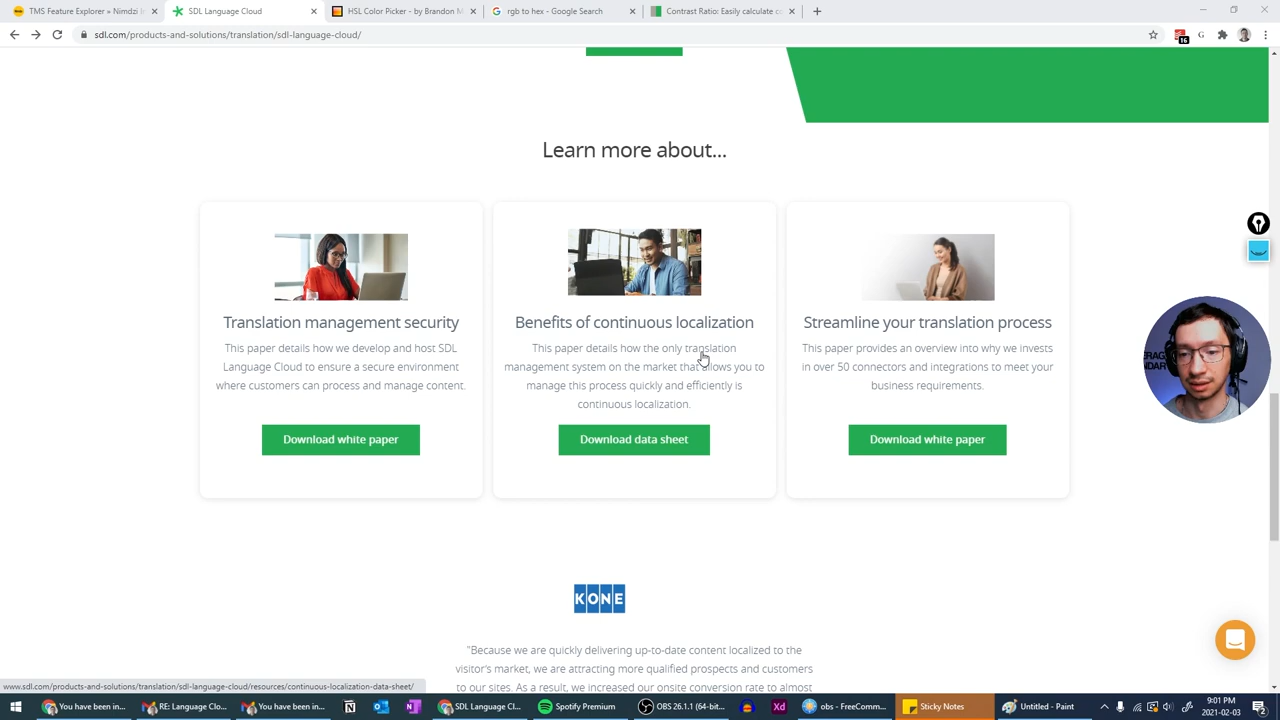 TMS Feature Explorer » Nimdzi I
SDL Language Cloud
HSL Color Picker - by Brandon M
rgb to hex - Google Search
Contrast Ratio: Easily calculate c
sdl.com/products-and-solutions/translation/sdl-language-cloud/
16
G
Learn more about...
Translation management security
This paper details how we develop and host SDL
Language Cloud to ensure a secure environment
where customers can process and manage content.
Download white paper
Benefits of continuous localization
This paper details how the only translation
management system on the market that allows you to
manage this process quickly and efficiently is
continuous localization.
Download data sheet
Streamline your translation process
This paper provides an overview into why we invests
in over 50 connectors and integrations to meet your
business requirements.
Download white paper
KONE
"Because we are quickly delivering up-to-date content localized to the
visitor's market, we are attracting more qualified prospects and customers
to our sites. As a result, we increased our onsite conversion rate to almost
www.sdl.com/products-and-solutions/translation/sdl-language-cloud/resources/continuous-localization-data-sheet/
You have been in...
RE: Language Clo...
You have been in...
SDL Language Cl...
Spotify Premium
OBS 26.1.1 (64-bit...
Xd
obs - FreeComm...
Sticky Notes
Untitled - Paint
9:01 PM
2021-02-03
2